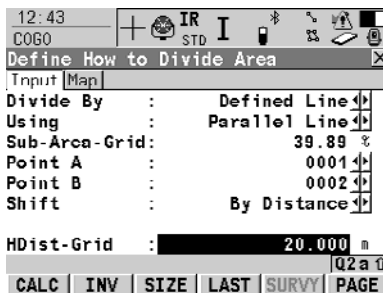 12:43
IR
STD
I
COGO
Define How to Divide Area
Input Map
Divide By : Defined Line
Using : Parallel Line
Sub-Area-Grid: 39.89 %
Point A : 0001
Point B : 0002
Shift : By Distance
HDist-Grid : 20.000 m
Q2a
CALC INV SIZE LAST SURVY PAGE